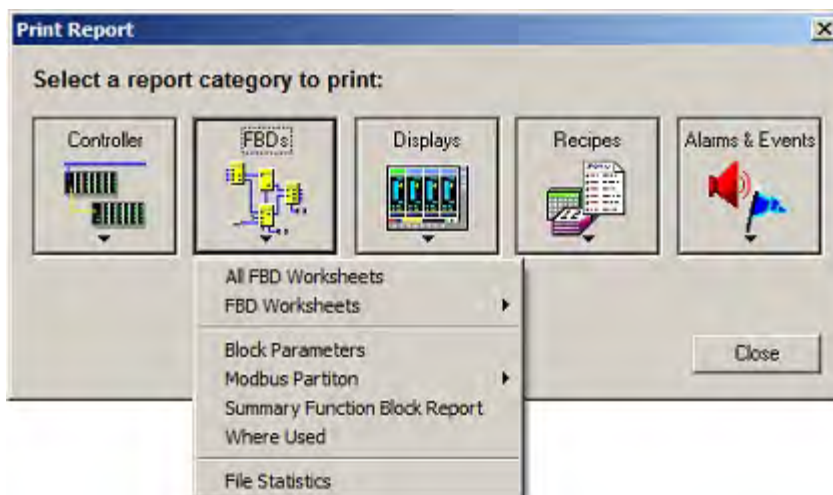 Print Report
Select a report category to print:
Controller
FBDs
Displays
Recipes
Alarms & Events
All FBD Worksheets
FBD Worksheets
Block Parameters
Modbus Partiton
Summary Function Block Report
Where Used
File Statistics
Close